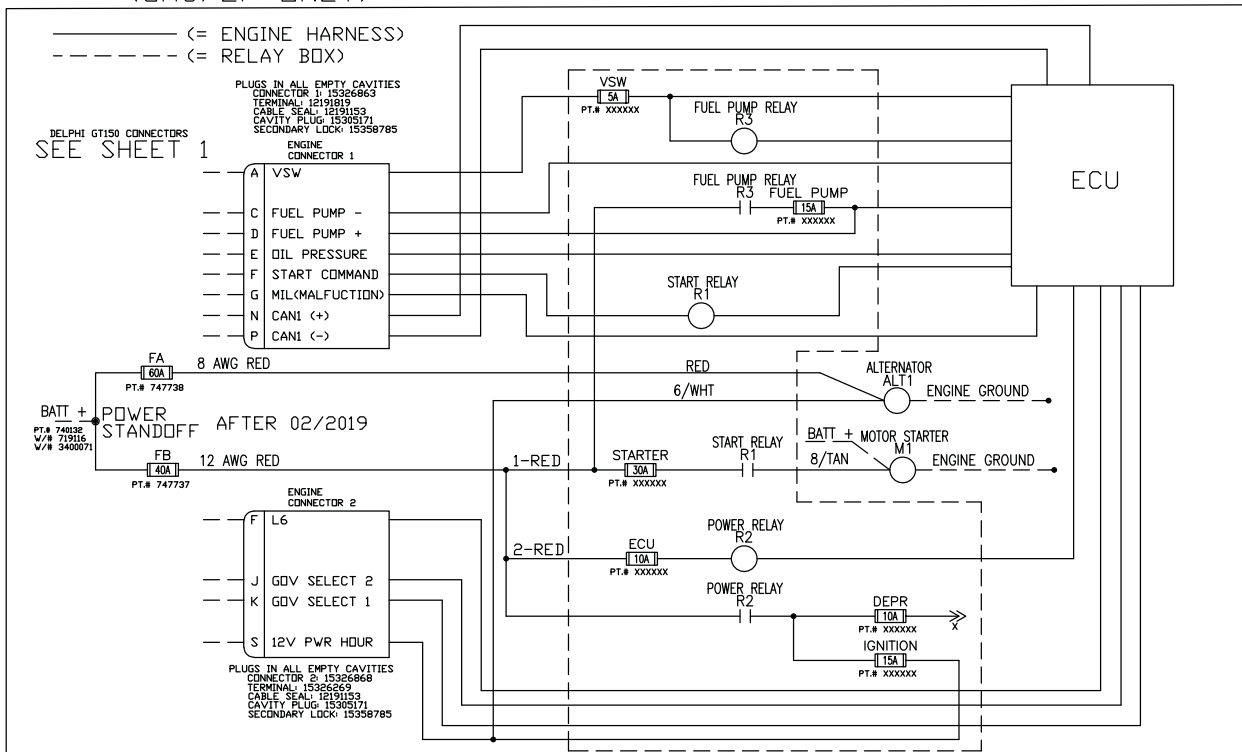 (= ENGINE HARNESS)
(= RELAY BOX)
PLUGS IN ALL EMPTY CAVITIES
CONNECTOR 1: 15326863
TERMINAL: 12191819
CABLE SEAL: 12191153
CAVITY PLUG: 15305171
SECONDARY LOCK: 15358785
DELPHI GT150 CONNECTORS
SEE SHEET 1
ENGINE
CONNECTOR 1
A VSW
C FUEL PUMP -
D FUEL PUMP +
E OIL PRESSURE
F START COMMAND
G MIL(MALFUCTION)
N CAN1 (+)
P CAN1 (-)
VSW
5A
PT.# XXXXXX
FUEL PUMP RELAY
R3
FUEL PUMP RELAY
R3
FUEL PUMP
15A
PT.# XXXXXX
START RELAY
R1
ECU
FA
60A
PT.# 747738
8 AWG RED
RED
6/WHT
ALTERNATOR
ALT1
ENGINE GROUND
BATT +
PT.# 740132
W/# 719116
W/# 3400071
POWER
STANDOFF
AFTER 02/2019
FB
40A
PT.# 747737
12 AWG RED
1-RED
STARTER
30A
PT.# XXXXXX
START RELAY
R1
BATT +
8/TAN
MOTOR STARTER
M1
ENGINE GROUND
ENGINE
CONNECTOR 2
F L6
J GOV SELECT 2
K GOV SELECT 1
S 12V PWR HOUR
PLUGS IN ALL EMPTY CAVITIES
CONNECTOR 2: 15326868
TERMINAL: 15326269
CABLE SEAL: 12191153
CAVITY PLUG: 15305171
SECONDARY LOCK: 15358785
2-RED
ECU
10A
PT.# XXXXXX
POWER RELAY
R2
POWER RELAY
R2
DEPR
10A
PT.# XXXXXX
X
IGNITION
15A
PT.# XXXXXX